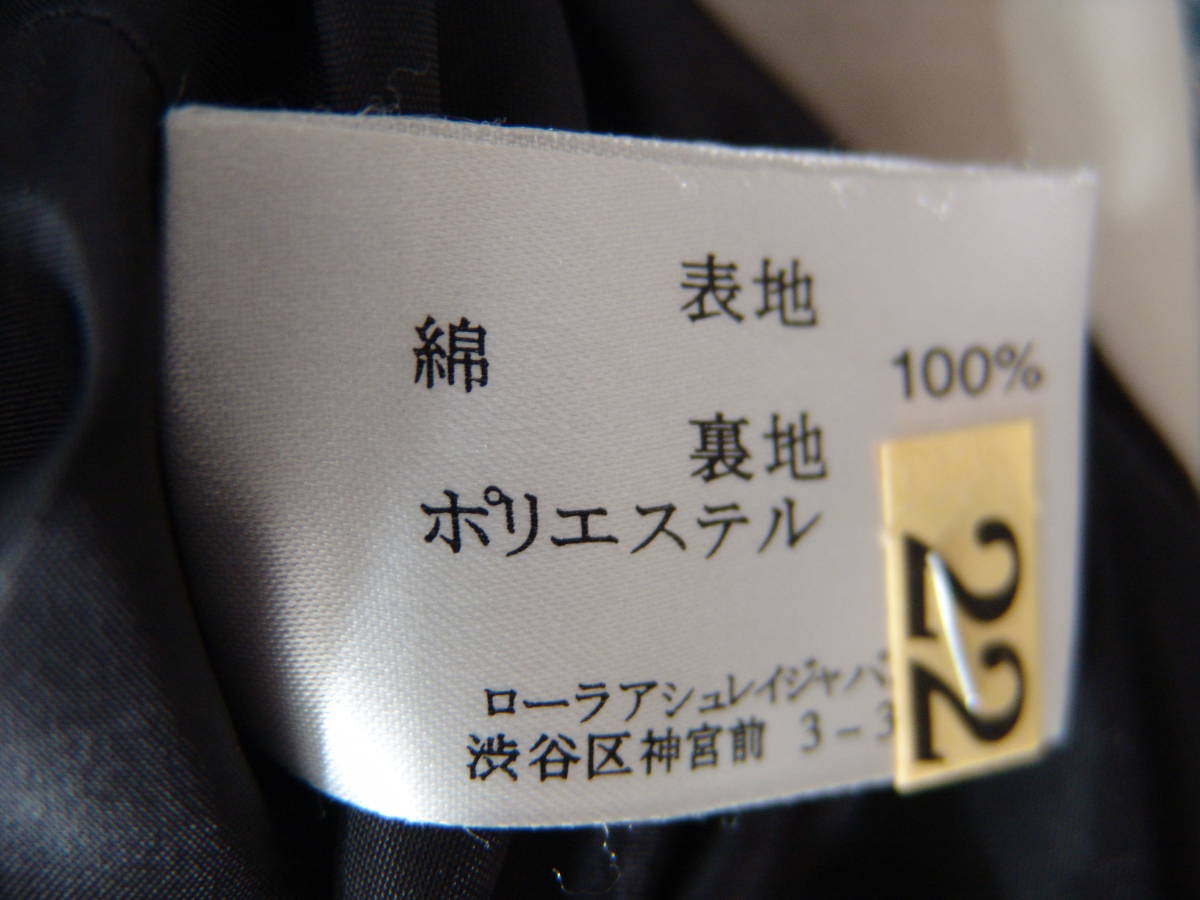 表地
綿 100%
裏地
ポリエステル
ローラアシュレイジャパ
渋谷区神宮前 3-3
22